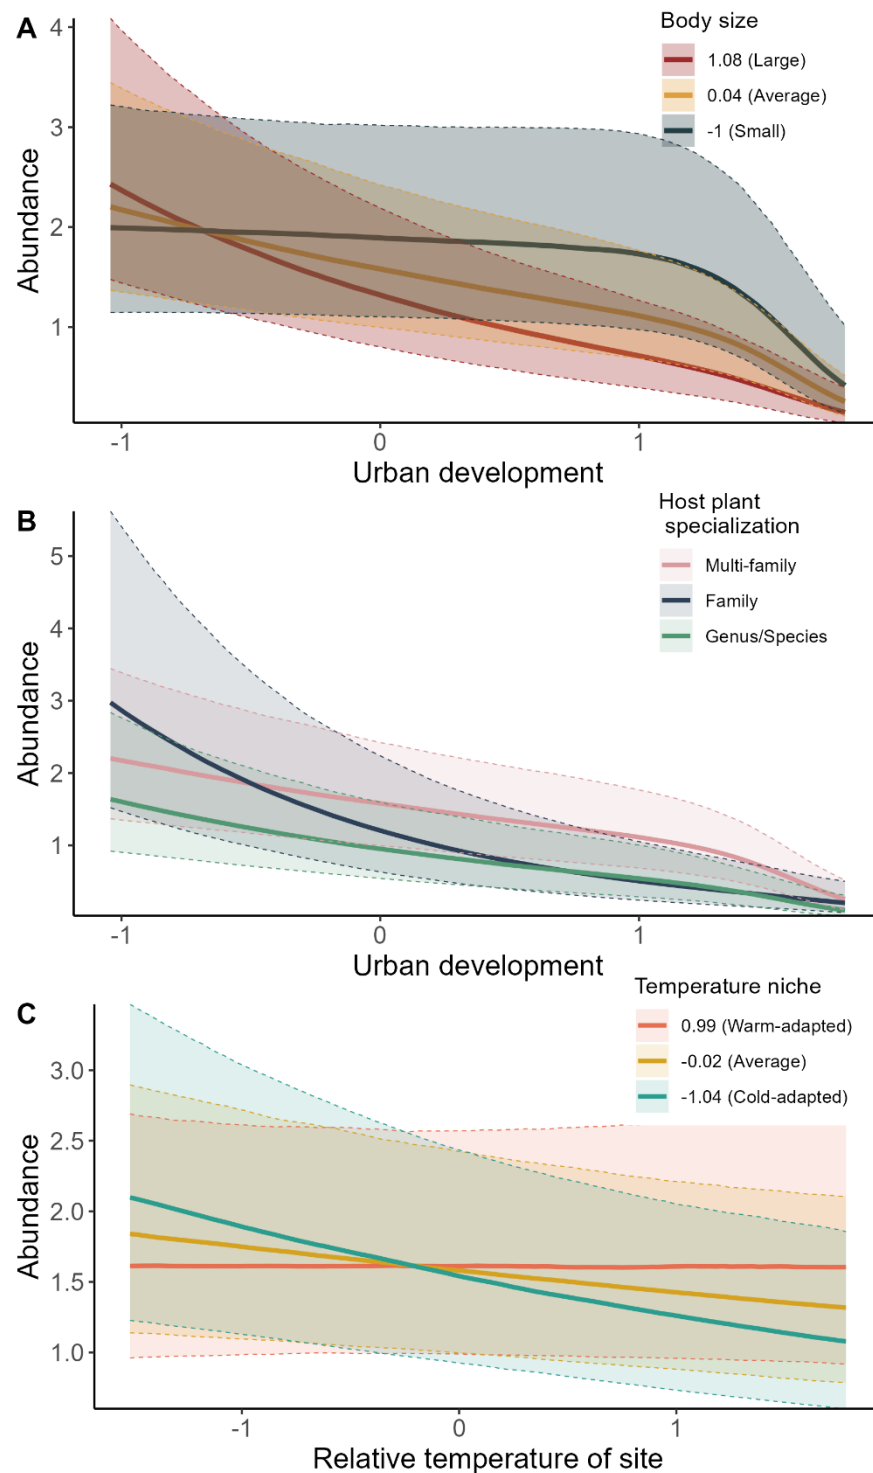 A
Body size
1.08 (Large)
0.04 (Average)
-1 (Small)
Abundance
4
3
2
1
-1
0
1
Urban development
B
Host plant
specialization
Multi-family
Family
Genus/Species
Abundance
5
4
3
2
1
-1
0
1
Urban development
C
Temperature niche
0.99 (Warm-adapted)
-0.02 (Average)
-1.04 (Cold-adapted)
Abundance
3.0
2.5
2.0
1.5
1.0
-1
0
1
Relative temperature of site